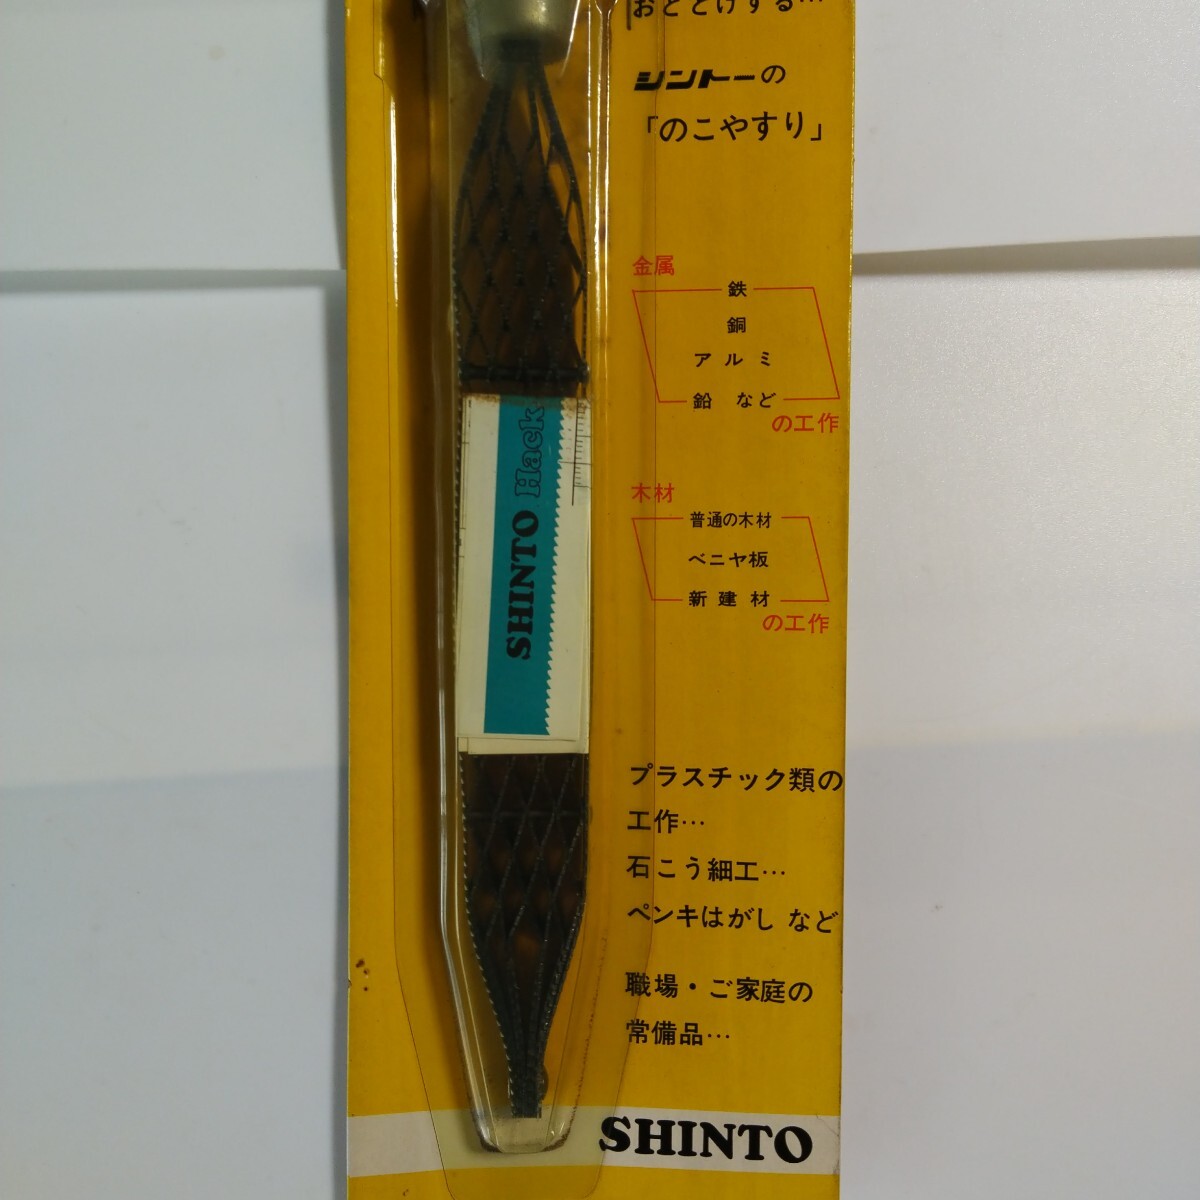 おとどけする…
シントーの
「のこやすり」
金属
鉄
銅
アルミ
鉛 など
の工作
木材
普通の木材
ベニヤ板
新建材
の工作
SHINTO Hack
プラスチック類の
工作…
石こう細工…
ペンキはがし など
職場・ご家庭の
常備品…
SHINTO